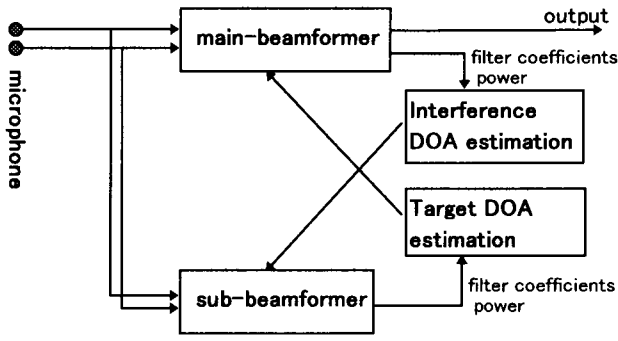 output
main-beamformer
filter coefficients
power
microphone
Interference
DOA estimation
Target DOA
estimation
sub-beamformer
filter coefficients
power